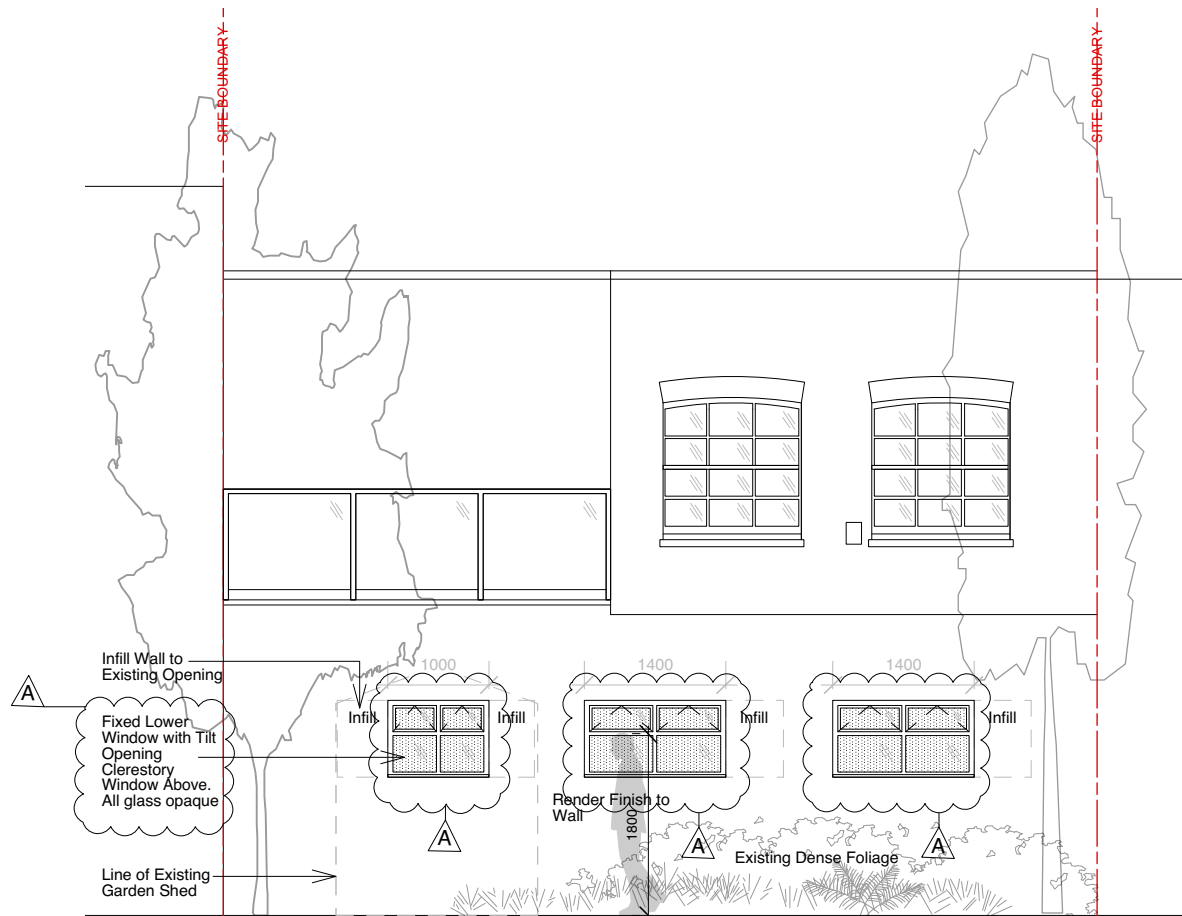 SITE BOUNDARY
SITE BOUNDARY
Infill Wall to
Existing Opening
1000
1400
1400
A
Infill
Infill
Infill
Infill
Fixed Lower
Window with Tilt
Opening
Clerestory
Window Above.
All glass opaque
Render Finish to
Wall
1800
A
A
A
Existing Dense Foliage
Line of Existing
Garden Shed